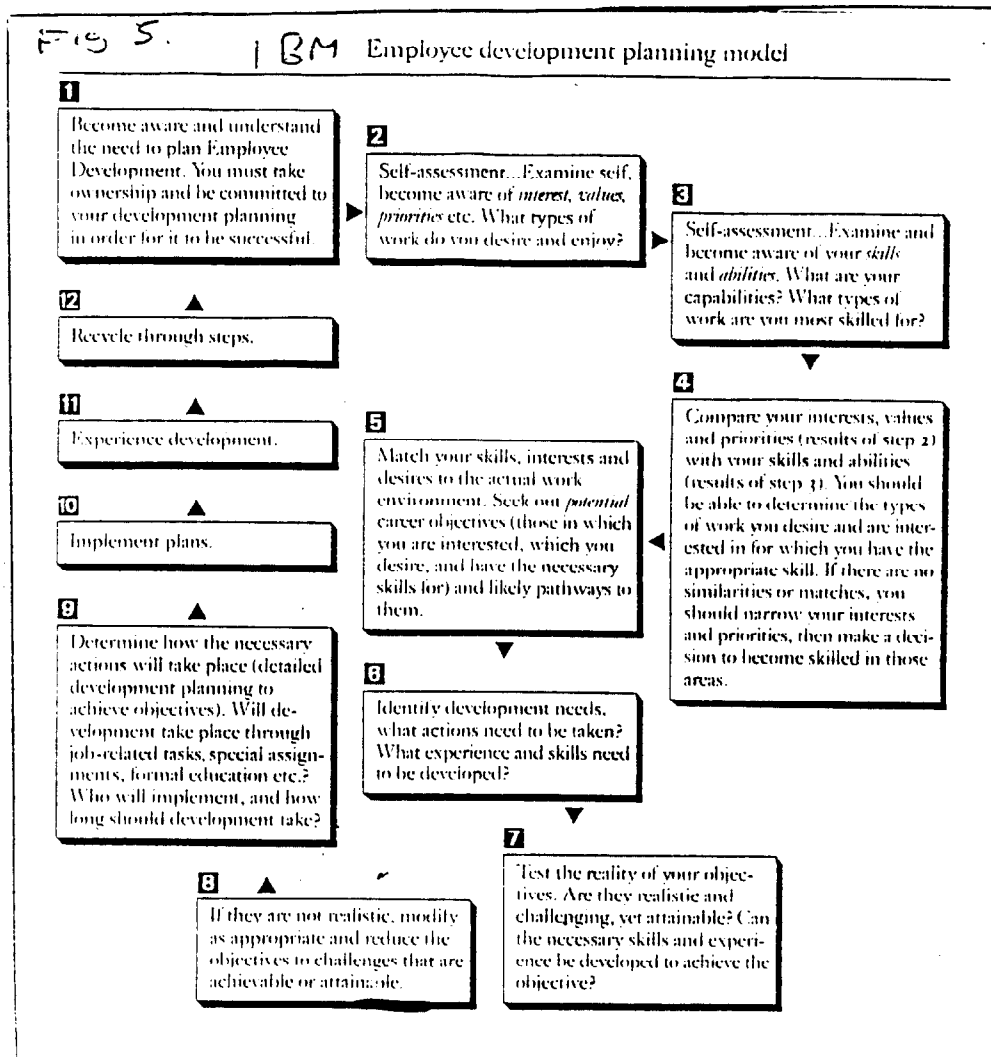 Fig 5.
IBM Employee development planning model
1
Become aware and understand
the need to plan Employee
Development. You must take
ownership and be committed to
your development planning
in order for it to be successful.
2
Self-assessment...Examine self,
become aware of interest, values,
priorities etc. What types of
work do you desire and enjoy?
3
Self-assessment...Examine and
become aware of your skills
and abilities. What are your
capabilities? What types of
work are you most skilled for?
4
Compare your interests, values
and priorities (results of step 2)
with your skills and abilities
(results of step 3). You should
be able to determine the types
of work you desire and are inter-
ested in for which you have the
appropriate skill. If there are no
similarities or matches, you
should narrow your interests
and priorities, then make a deci-
sion to become skilled in those
areas.
5
Match your skills, interests and
desires to the actual work
environment. Seek out potential
career objectives (those in which
you are interested, which you
desire, and have the necessary
skills for) and likely pathways to
them.
6
Identify development needs,
what actions need to be taken?
What experience and skills need
to be developed?
7
Test the reality of your objec-
tives. Are they realistic and
challenging, yet attainable? Can
the necessary skills and experi-
ence be developed to achieve the
objective?
8
If they are not realistic, modify
as appropriate and reduce the
objectives to challenges that are
achievable or attainable.
9
Determine how the necessary
actions will take place (detailed
development planning to
achieve objectives). Will de-
velopment take place through
job-related tasks, special assign-
ments, formal education etc.?
Who will implement, and how
long should development take?
10
Implement plans.
11
Experience development.
12
Recycle through steps.